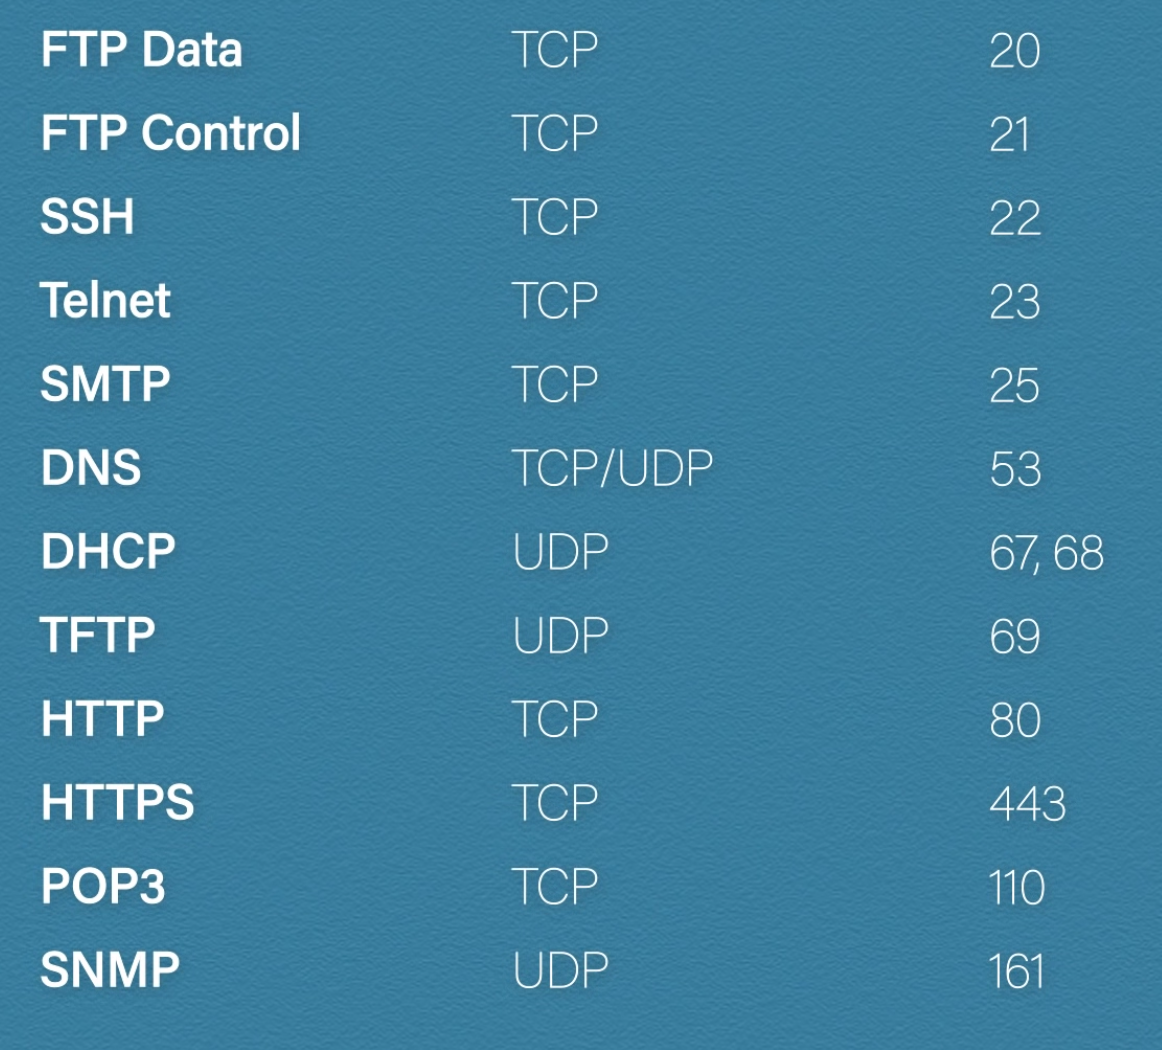 FTP Data TCP 20
FTP Control TCP 21
SSH TCP 22
Telnet TCP 23
SMTP TCP 25
DNS TCP/UDP 53
DHCP UDP 67, 68
TFTP UDP 69
HTTP TCP 80
HTTPS TCP 443
POP3 TCP 110
SNMP UDP 161